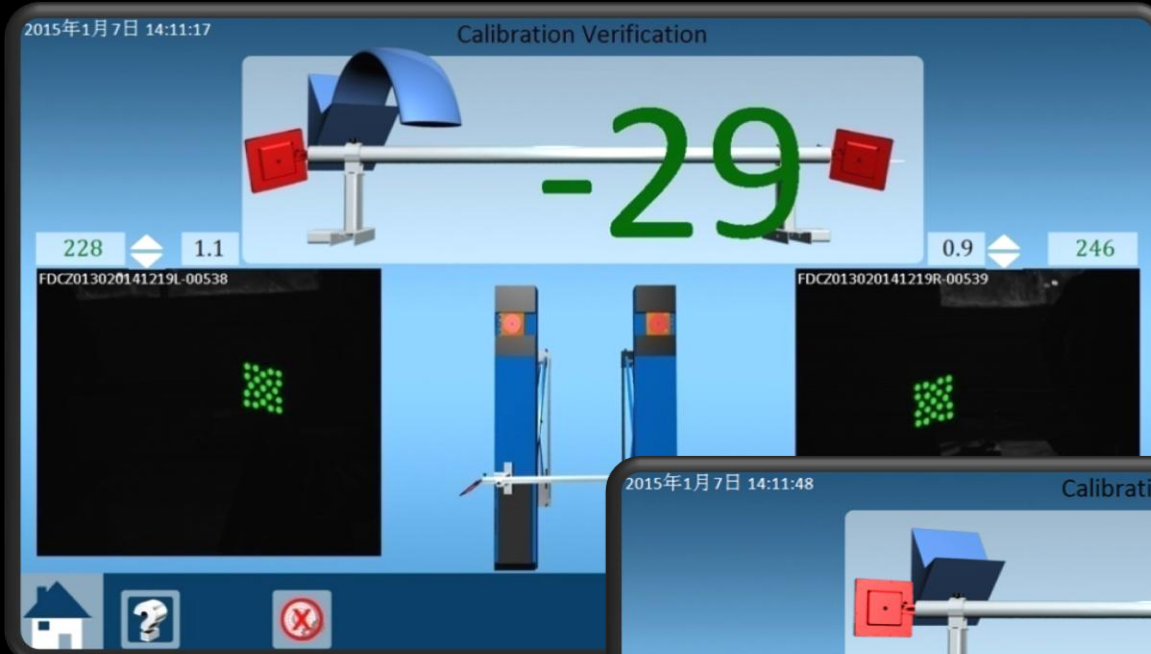 2015年1月7日 14:11:17
Calibration Verification
-29
228
1.1
0.9
246
FDCZ013020141219L-00538
FDCZ013020141219R-00539
2015年1月7日 14:11:48
Calibrati